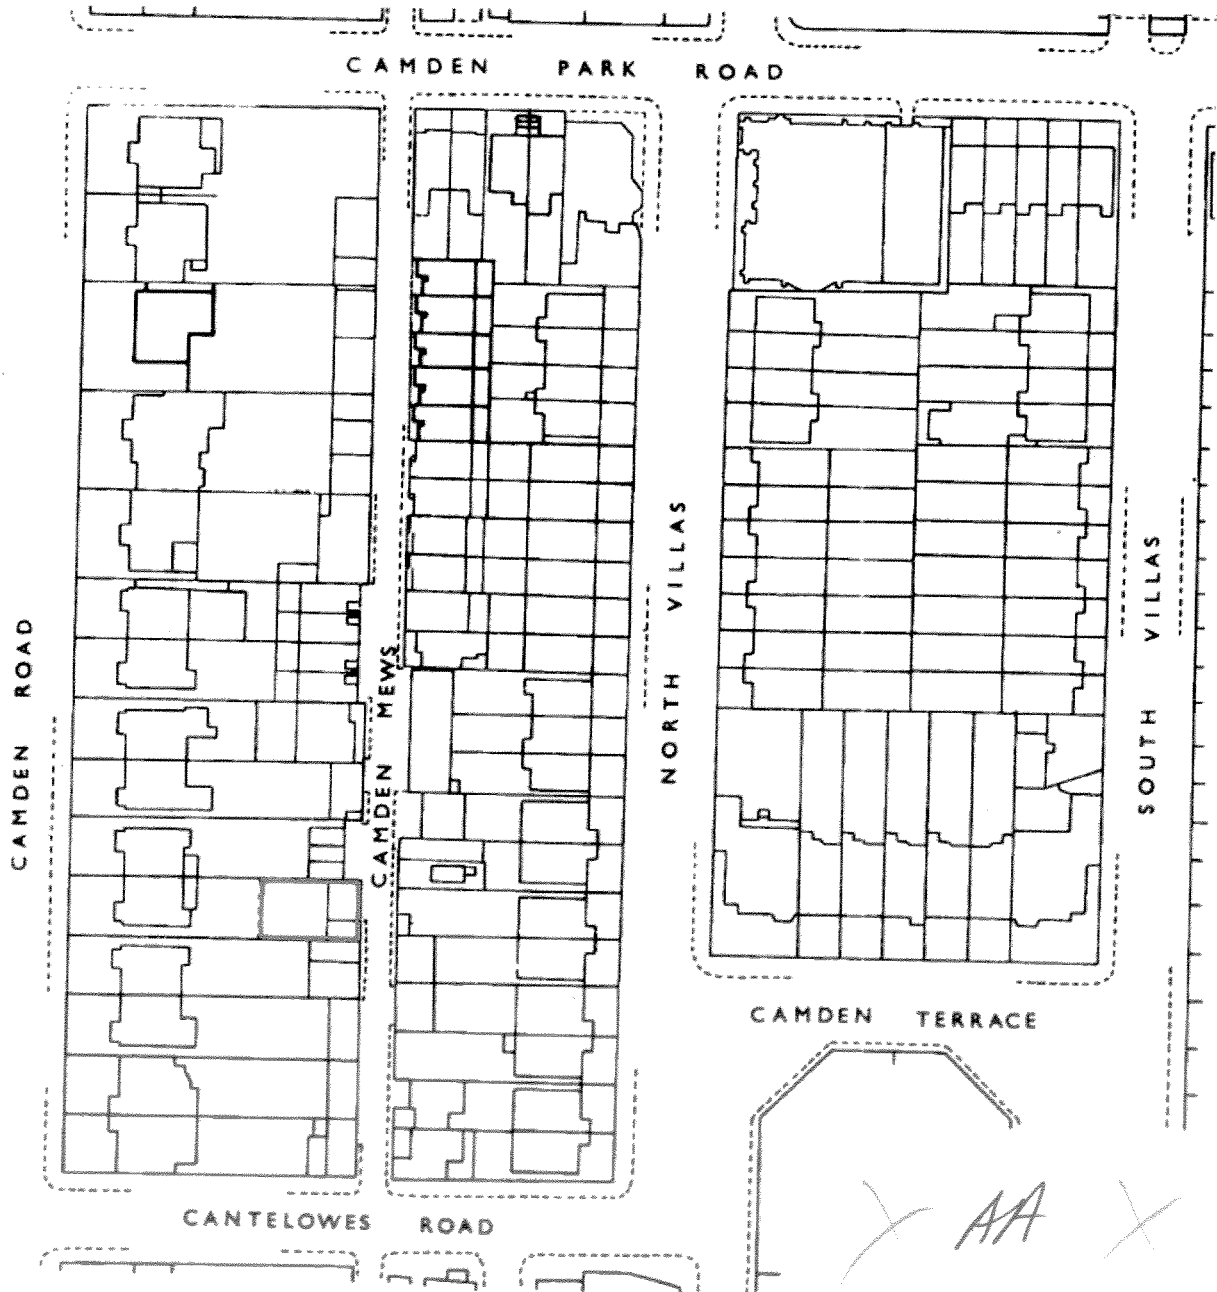 CAMDEN PARK ROAD
CAMDEN ROAD
CAMDEN MEWS
NORTH VILLAS
SOUTH VILLAS
CAMDEN TERRACE
CANTELOWES ROAD
AA